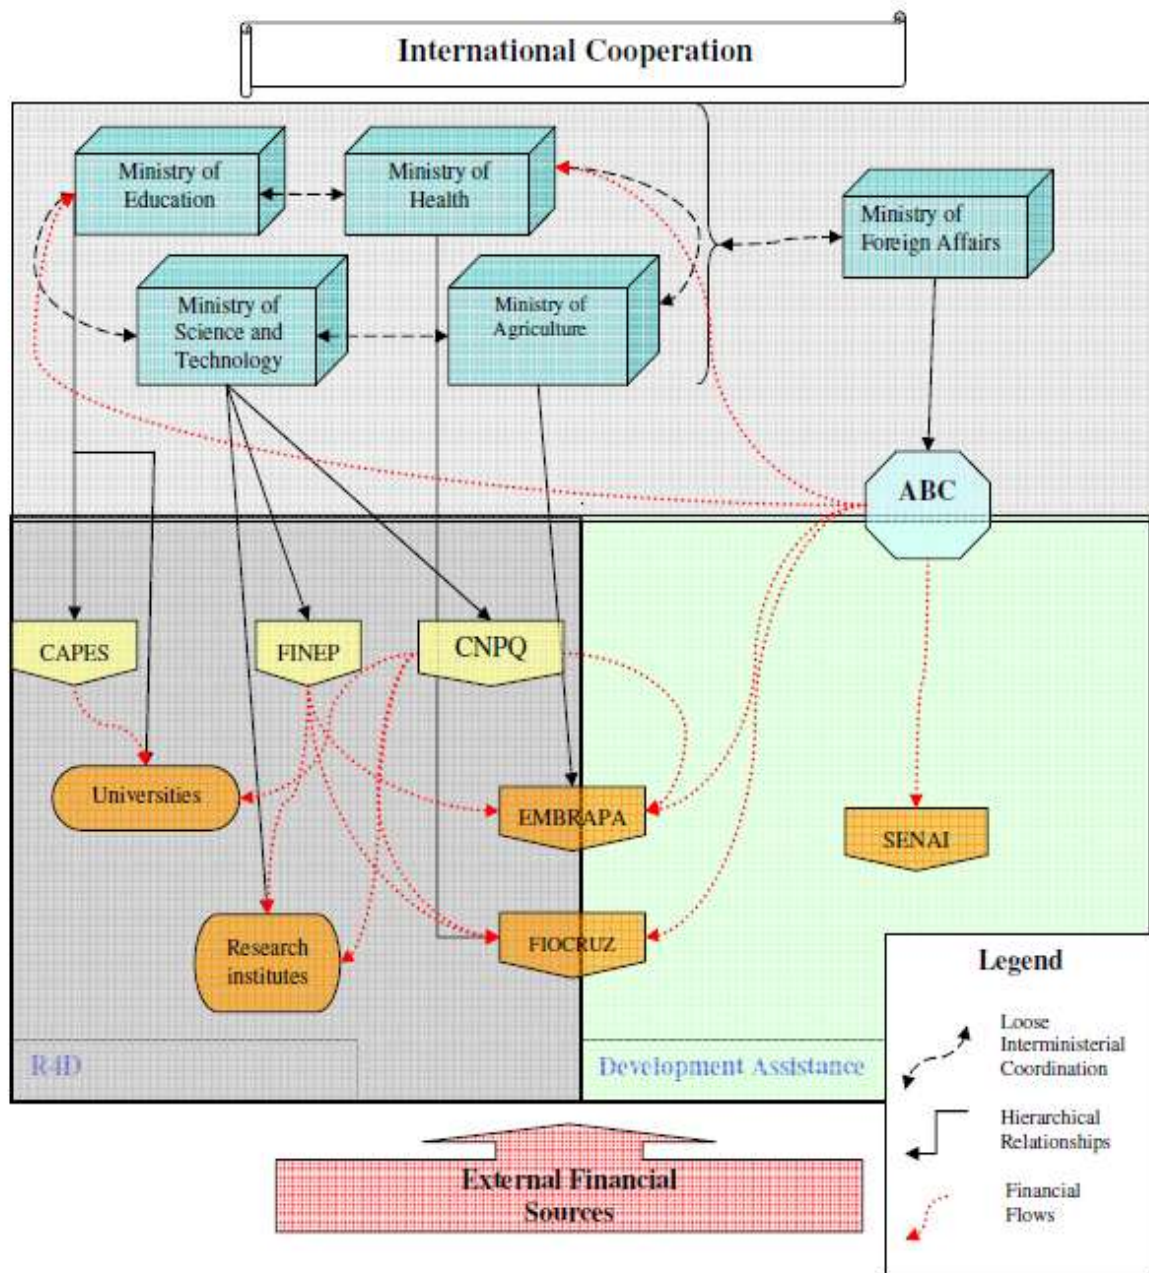 International Cooperation
Ministry of
Education
Ministry of
Health
Ministry of
Foreign Affairs
Ministry of
Science and
Technology
Ministry of
Agriculture
ABC
CAPES
FINEP
CNPQ
Universities
EMBRAPA
SENAI
Research
institutes
FIOCRUZ
R4D
Development Assistance
Legend
Loose
Interministerial
Coordination
Hierarchical
Relationships
Financial
Flows
External Financial
Sources